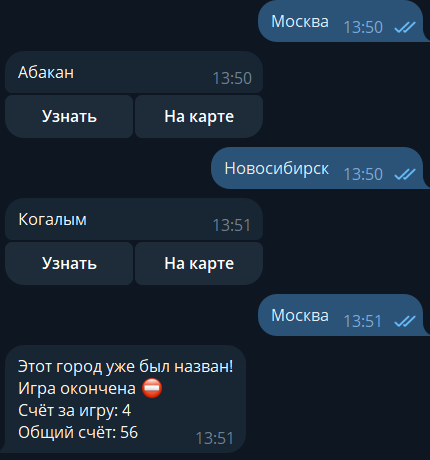 Москва 13:50
Абакан 13:50
Узнать На карте
Новосибирск 13:50
Когалым 13:51
Узнать На карте
Москва 13:51
Этот город уже был назван!
Игра окончена ⛔
Счёт за игру: 4
Общий счёт: 56 13:51